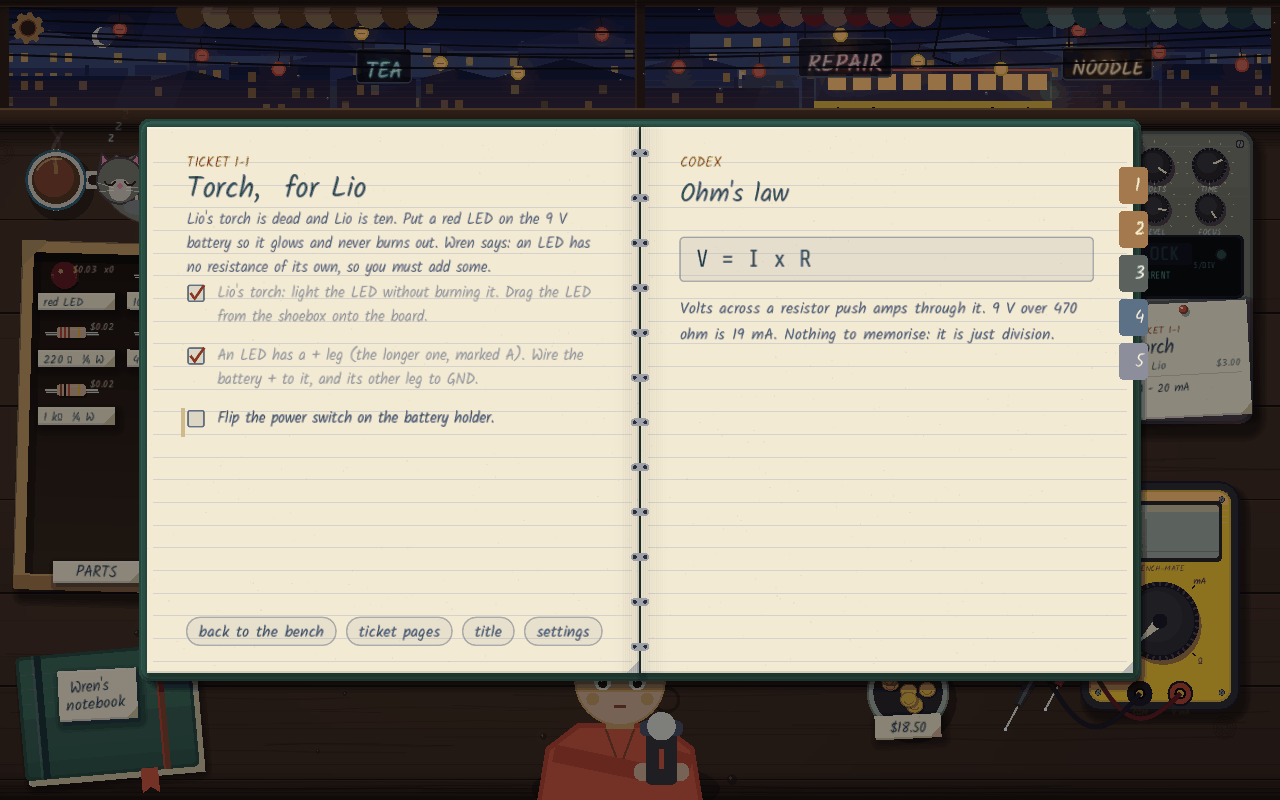 TEA
REPAIR
NOODLE
z
z
TICKET 1-1
Torch, for Lio
Lio's torch is dead and Lio is ten. Put a red LED on the 9 V
battery so it glows and never burns out. Wren says: an LED has
no resistance of its own, so you must add some.
Lio's torch: light the LED without burning it. Drag the LED
from the shoebox onto the board.
An LED has a + leg (the longer one, marked A). Wire the
battery + to it, and its other leg to GND.
Flip the power switch on the battery holder.
back to the bench
ticket pages
title
settings
CODEX
Ohm's law
V = I x R
Volts across a resistor push amps through it. 9 V over 470
ohm is 19 mA. Nothing to memorise: it is just division.
1
2
3
4
5
$0.03 x0
red LED
$0.02
220 Ω ¼ W
$0.02
1 kΩ ¼ W
PARTS
Wren's
notebook
TIME
FOCUS
$3.00
Lio
- 20 mA
mA
Ω
$18.50